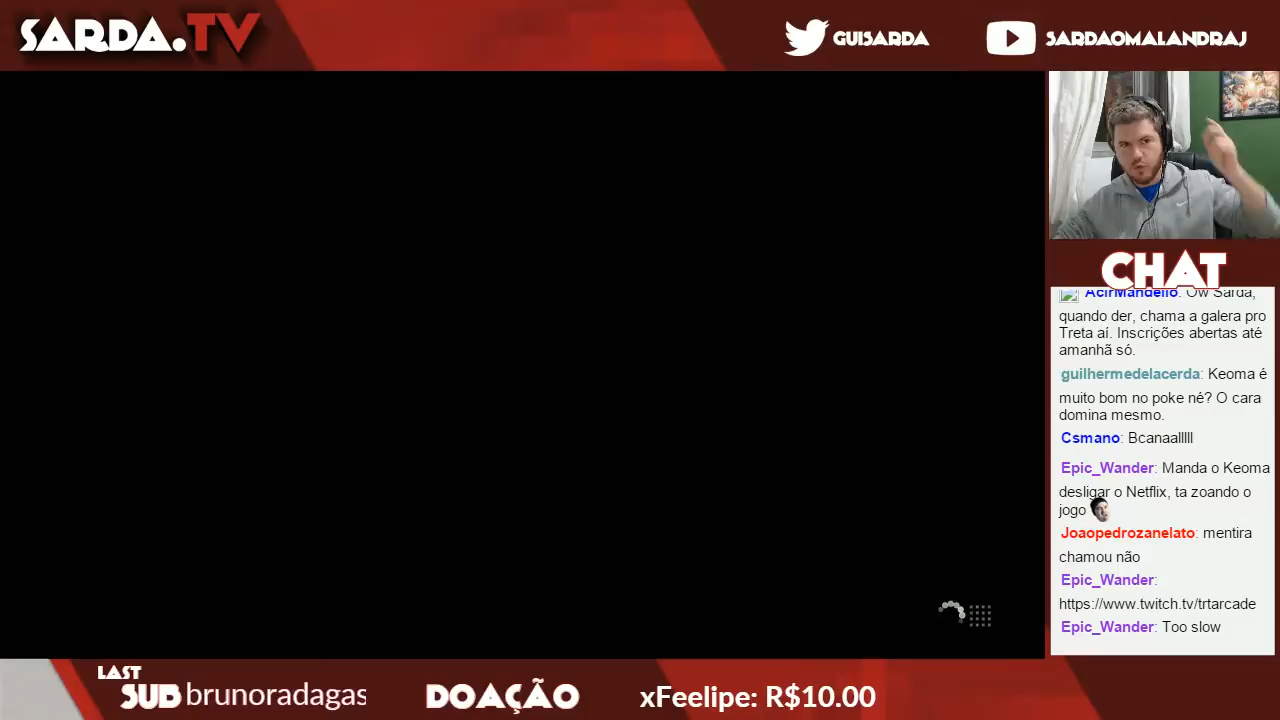 SARDA.TV
GUISARDA
SARDAOMALANDRAJ
CHAT
AcirMandello: Ow Sarda,
quando der, chama a galera pro
Treta aí. Inscrições abertas até
amanhã só.
guilhermedelacerda: Keoma é
muito bom no poke né? O cara
domina mesmo.
Csmano: Bcanaalllll
Epic_Wander: Manda o Keoma
desligar o Netflix, ta zoando o
jogo
Joaopedrozanelato: mentira
chamou não
Epic_Wander:
https://www.twitch.tv/trtarcade
Epic_Wander: Too slow
LAST
SUB brunoradagas
DOAÇÃO
xFeelipe: R$10.00